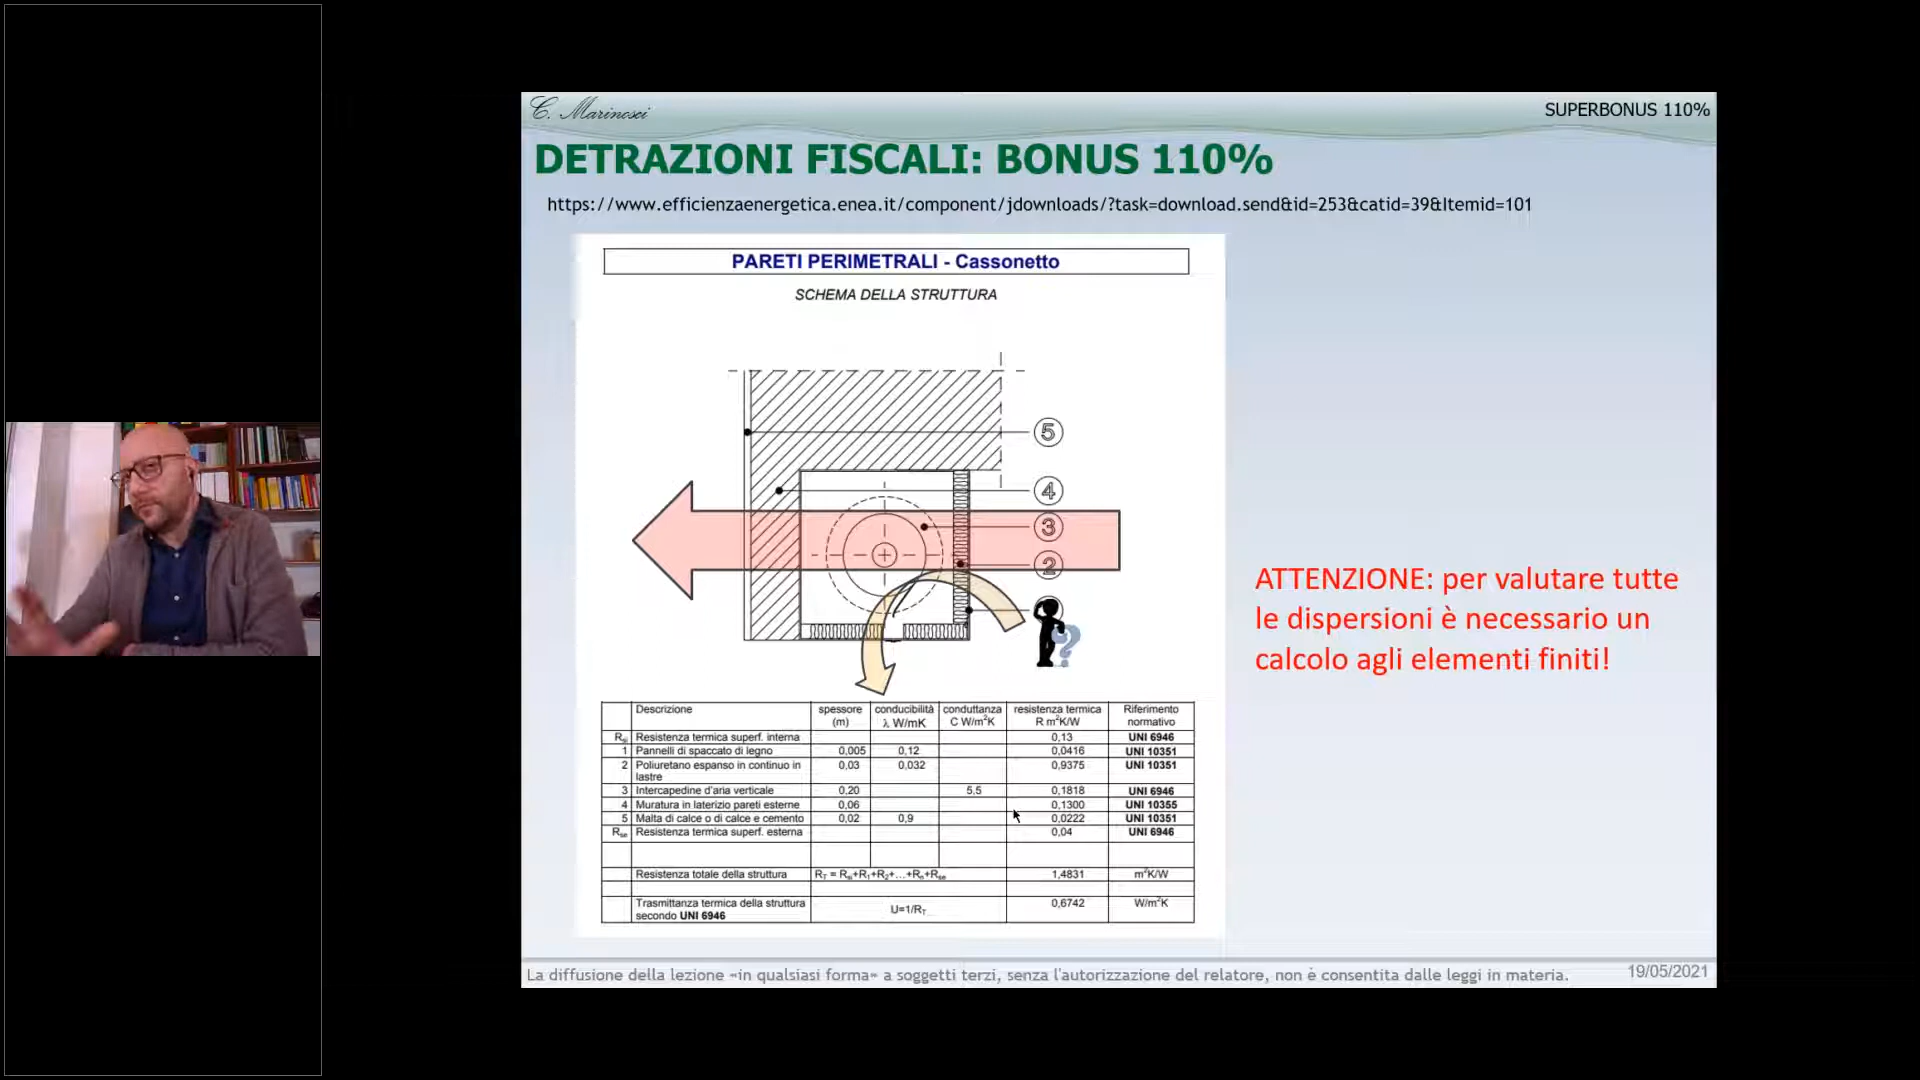 C. Marinosci
SUPERBONUS 110%
DETRAZIONI FISCALI: BONUS 110%
https://www.efficienzaenergetica.enea.it/component/jdownloads/?task=download.send&id=253&catid=39&Itemid=101
PARETI PERIMETRALI - Cassonetto
SCHEMA DELLA STRUTTURA
5
4
3
2
?
ATTENZIONE: per valutare tutte
le dispersioni è necessario un
calcolo agli elementi finiti!
Descrizione spessore (m) conducibilità λ W/mK conduttanza C W/m²K resistenza termica R m²K/W Riferimento normativo
Rsi Resistenza termica superf. interna 0,13 UNI 6946
1 Pannelli di spaccato di legno 0,005 0,12 0,0416 UNI 10351
2 Poliuretano espanso in continuo in lastre 0,03 0,032 0,9375 UNI 10351
3 Intercapedine d'aria verticale 0,20 5,5 0,1818 UNI 6946
4 Muratura in laterizio pareti esterne 0,06 0,1300 UNI 10355
5 Malta di calce o di calce e cemento 0,02 0,9 0,0222 UNI 10351
Rse Resistenza termica superf. esterna 0,04 UNI 6946
Resistenza totale della struttura RT = Rsi+R1+R2+…+Rn+Rse 1,4831 m²K/W
Trasmittanza termica della struttura secondo UNI 6946 U=1/RT 0,6742 W/m²K
La diffusione della lezione «in qualsiasi forma» a soggetti terzi, senza l'autorizzazione del relatore, non è consentita dalle leggi in materia.
19/05/2021